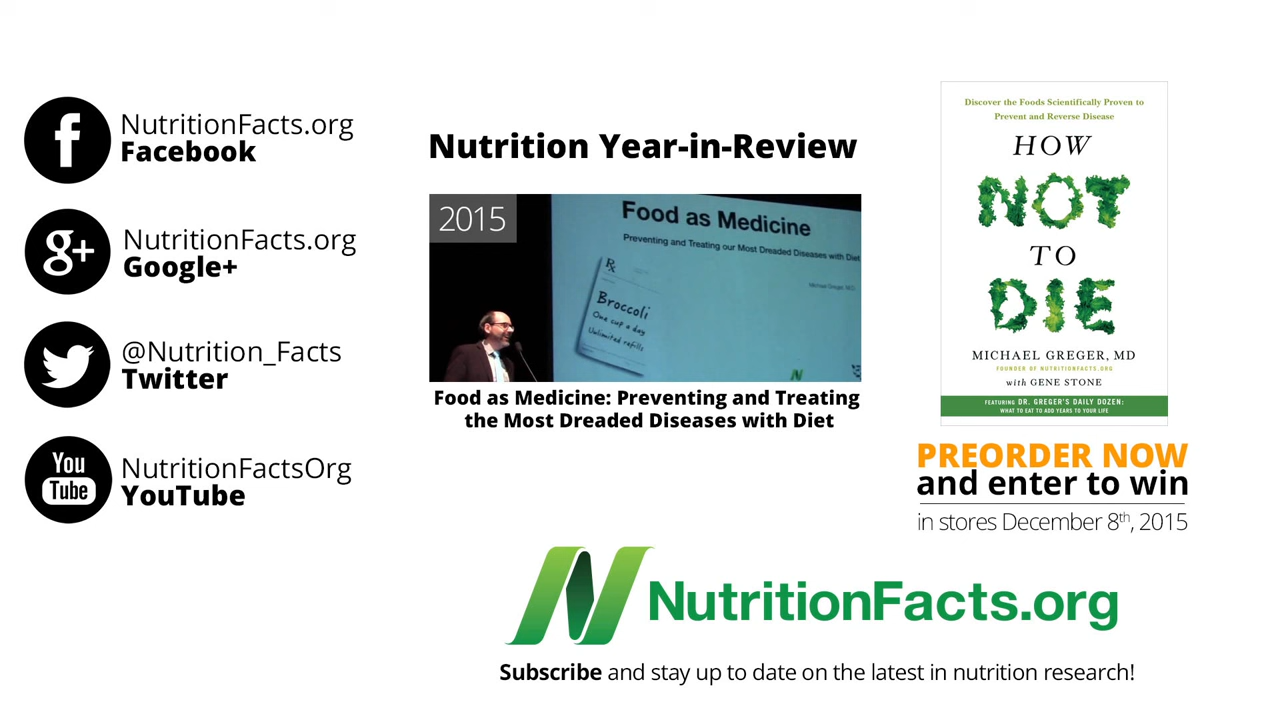 NutritionFacts.org
Facebook
NutritionFacts.org
g+
Google+
@Nutrition_Facts
Twitter
You
Tube
NutritionFactsOrg
YouTube
Nutrition Year-in-Review
2015
Food as Medicine
Preventing and Treating our Most Dreaded Diseases with Diet
Michael Greger, M.D.
Rx
Broccoli
One cup a day
Unlimited refills
Food as Medicine: Preventing and Treating
the Most Dreaded Diseases with Diet
Discover the Foods Scientifically Proven to
Prevent and Reverse Disease
HOW
NOT
TO
DIE
MICHAEL GREGER, MD
FOUNDER OF NUTRITIONFACTS.ORG
with GENE STONE
FEATURING DR. GREGER'S DAILY DOZEN:
WHAT TO EAT TO ADD YEARS TO YOUR LIFE
PREORDER NOW
and enter to win
in stores December 8th, 2015
NutritionFacts.org
Subscribe and stay up to date on the latest in nutrition research!